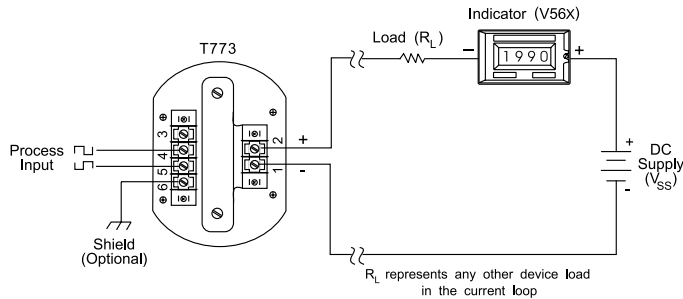 Indicator (V56X)
Load (RL)
T773
– 1990 +
3
4
5
6
2
1
+
-
Process
Input
Shield
(Optional)
+
-
DC
Supply
(VSS)
RL represents any other device load
in the current loop